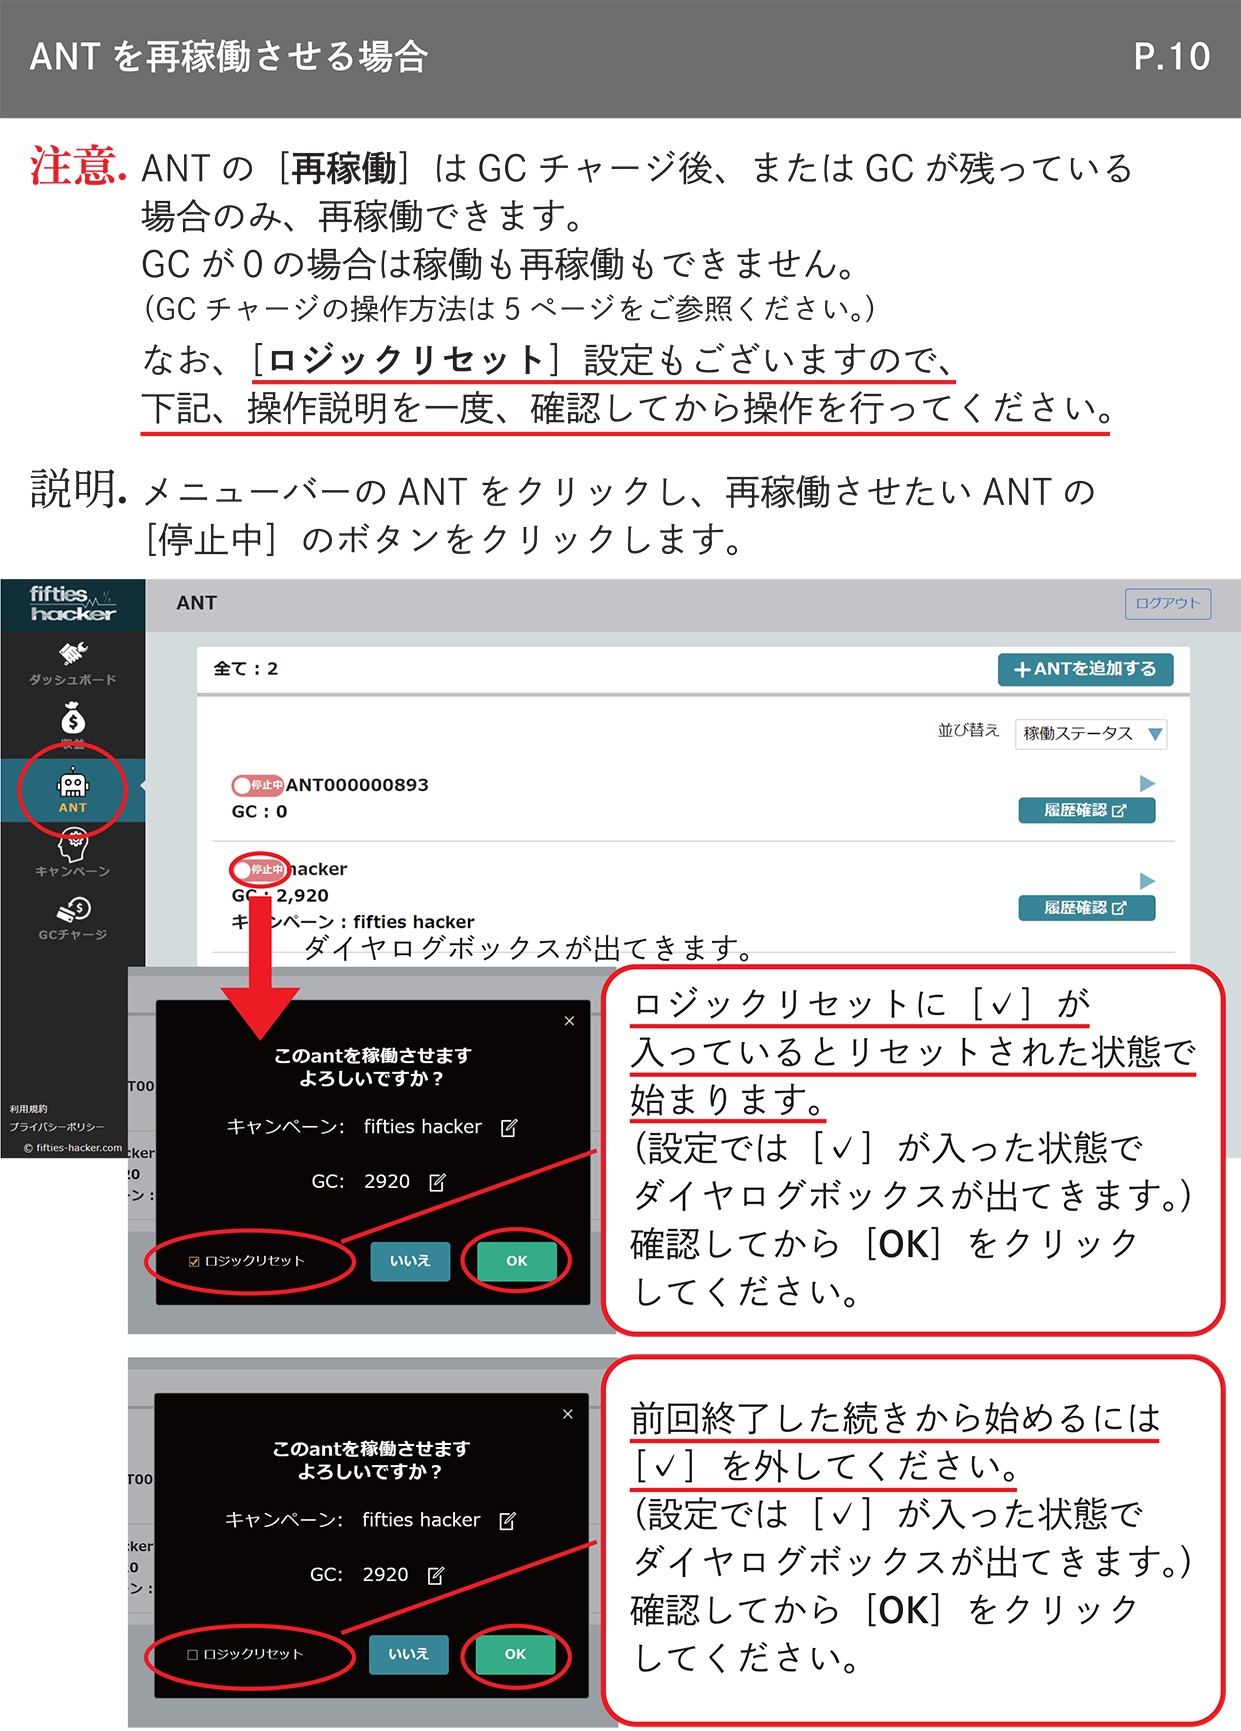 ANT を再稼働させる場合 P.10
注意. ANT の［再稼働］は GC チャージ後、または GC が残っている
場合のみ、再稼働できます。
GC が 0 の場合は稼働も再稼働もできません。
（GC チャージの操作方法は 5 ページをご参照ください。）
なお、［ロジックリセット］設定もございますので、
下記、操作説明を一度、確認してから操作を行ってください。
説明. メニューバーの ANT をクリックし、再稼働させたい ANT の
［停止中］のボタンをクリックします。
fifties
hacker
ANT
ログアウト
ダッシュボード
収益
ANT
キャンペーン
GCチャージ
利用規約
プライバシーポリシー
© fifties-hacker.com
全て : 2
＋ANTを追加する
並び替え 稼働ステータス ▼
停止中 ANT000000893
GC : 0
履歴確認
停止中 hacker
GC : 2,920
キャンペーン : fifties hacker
履歴確認
ダイヤログボックスが出てきます。
T00
:ker
:0
ン :
×
このantを稼働させます
よろしいですか？
キャンペーン: fifties hacker
GC: 2920
☑ ロジックリセット いいえ OK
ロジックリセットに［✓］が
入っているとリセットされた状態で
始まります。
（設定では［✓］が入った状態で
ダイヤログボックスが出てきます。）
確認してから［OK］をクリック
してください。
T00
:ker
:0
ン :
×
このantを稼働させます
よろしいですか？
キャンペーン: fifties hacker
GC: 2920
☐ ロジックリセット いいえ OK
前回終了した続きから始めるには
［✓］を外してください。
（設定では［✓］が入った状態で
ダイヤログボックスが出てきます。）
確認してから［OK］をクリック
してください。